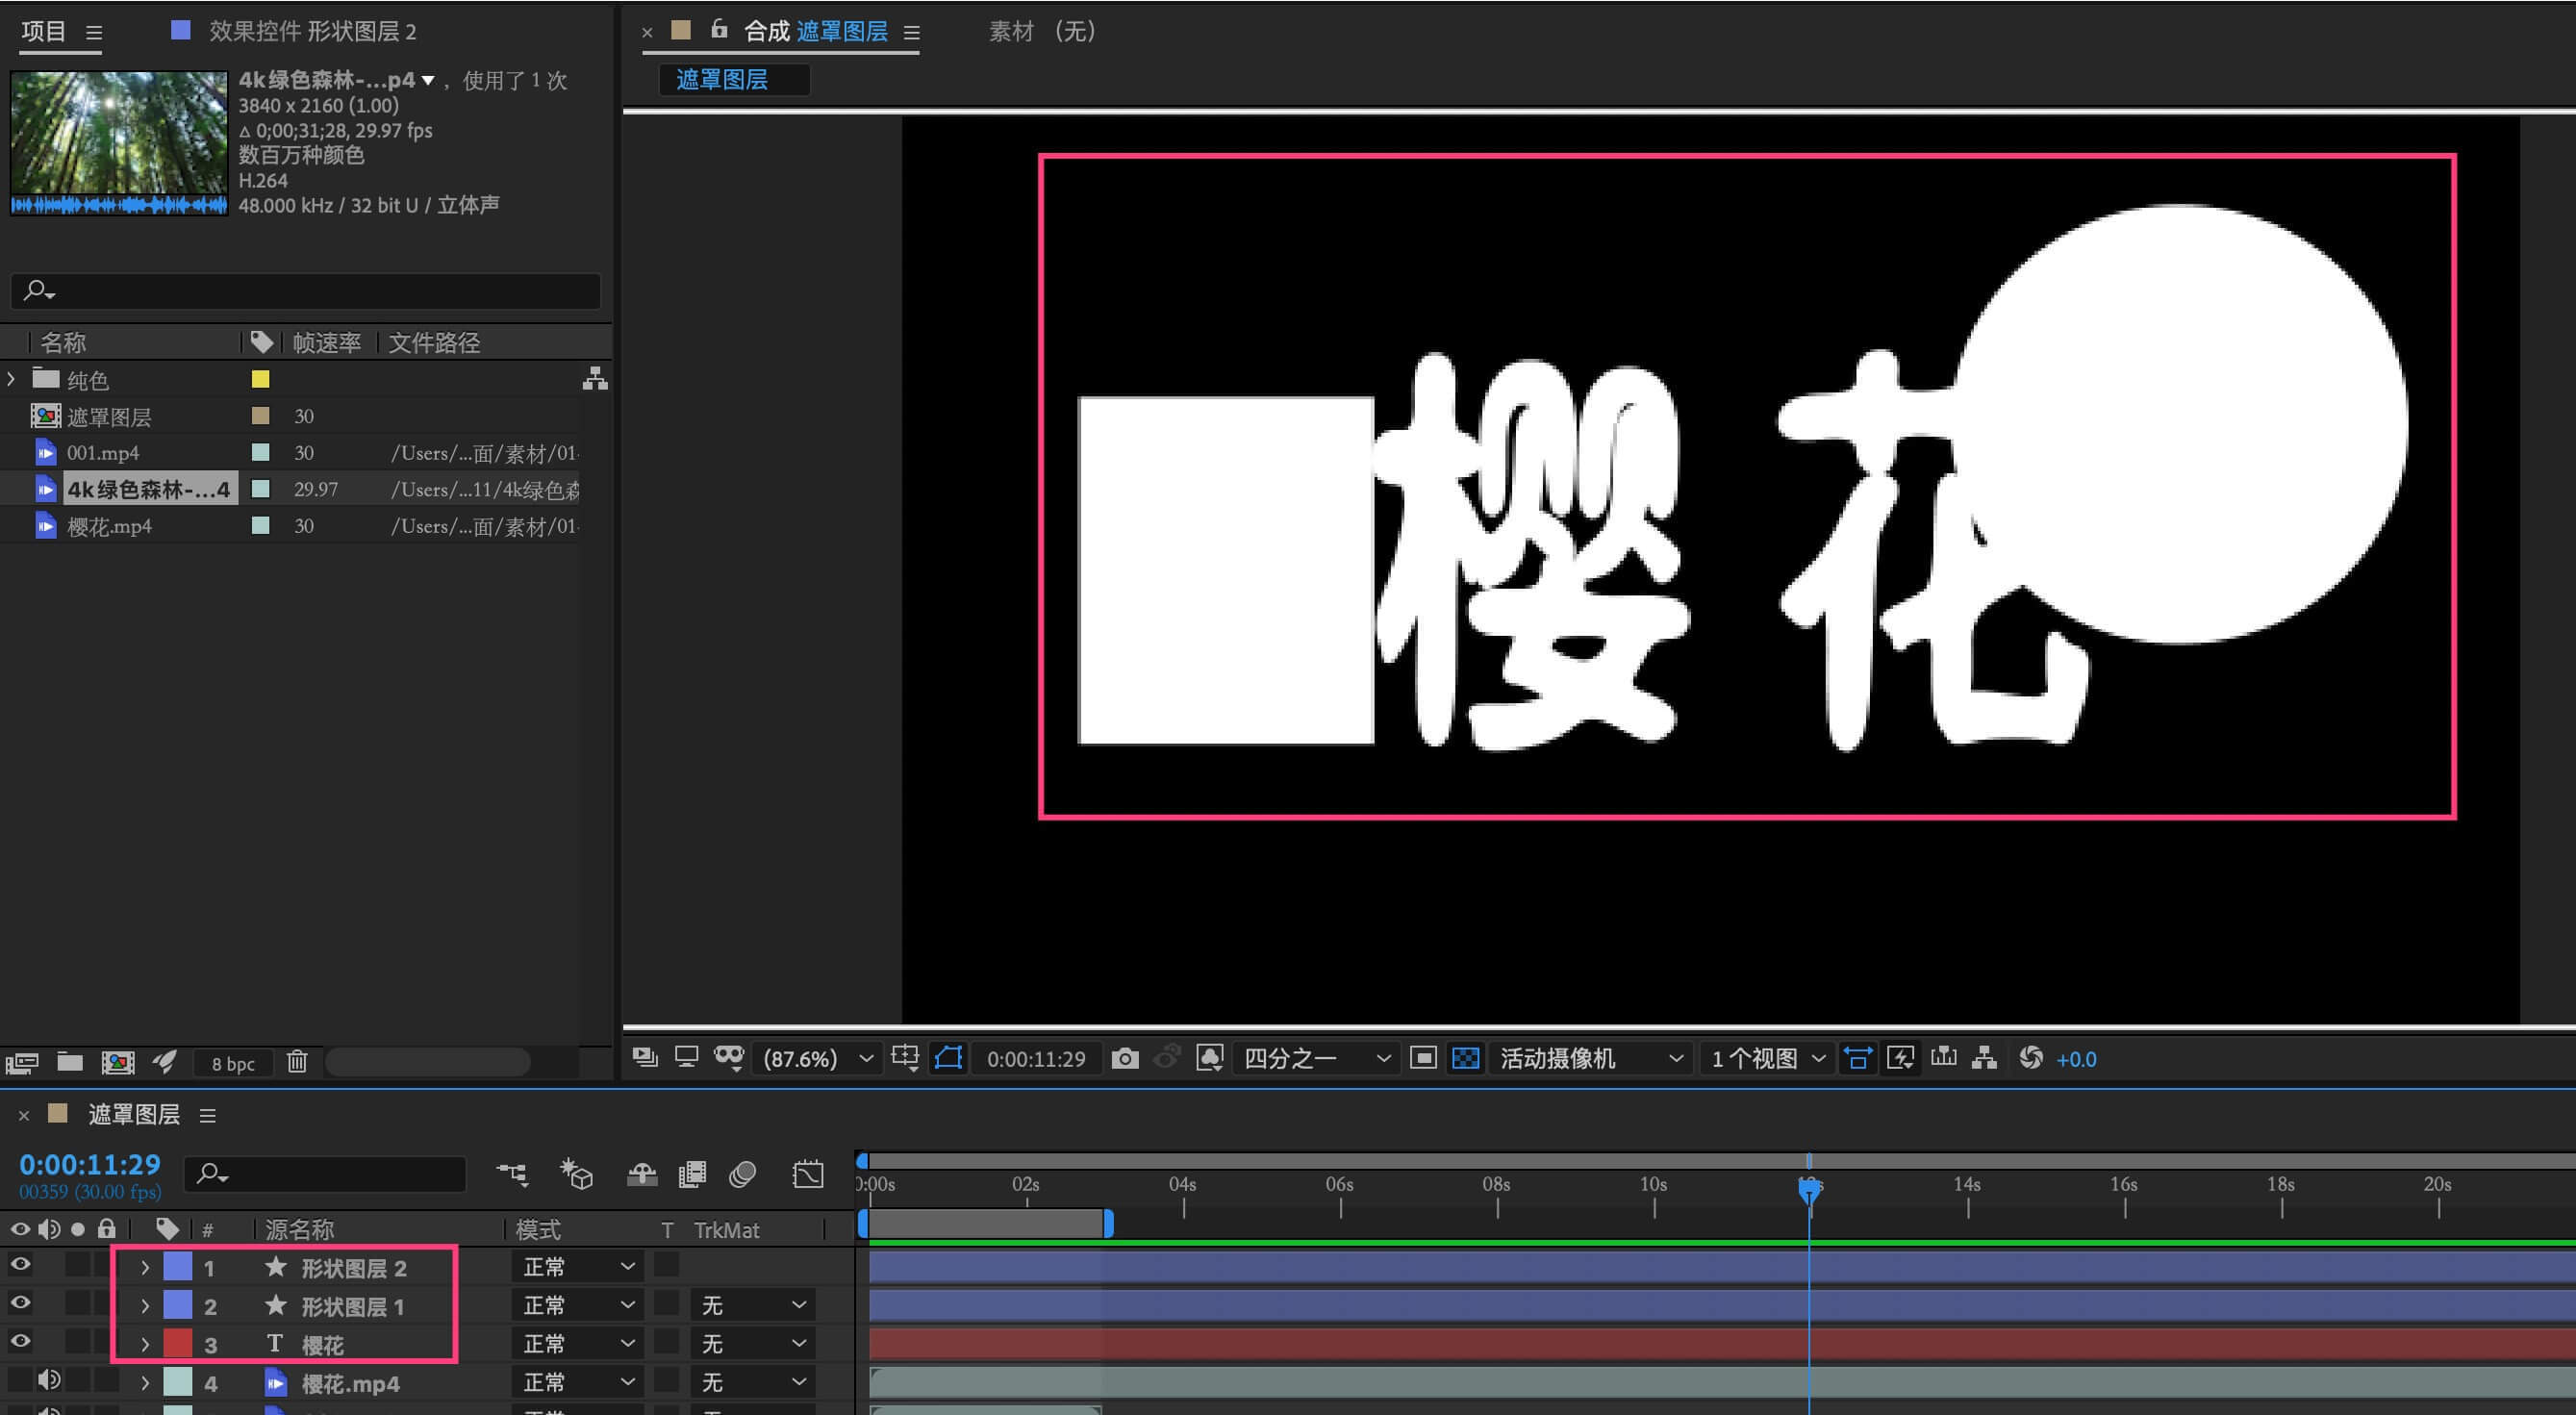 项目
效果控件 形状图层 2
4k绿色森林-...p4 ，使用了 1 次
3840 x 2160 (1.00)
Δ 0;00;31;28, 29.97 fps
数百万种颜色
H.264
48.000 kHz / 32 bit U / 立体声
名称 帧速率 文件路径
纯色
遮罩图层 30
001.mp4 30 /Users/...面/素材/01-
4k绿色森林-...4 29.97 /Users/...11/4k绿色森
樱花.mp4 30 /Users/...面/素材/01-
8 bpc
× 合成 遮罩图层
素材 （无）
遮罩图层
樱花
(87.6%) 0:00:11:29 四分之一 活动摄像机 1 个视图 +0.0
× 遮罩图层
0:00:11:29
00359 (30.00 fps)
0:00s 02s 04s 06s 08s 10s 14s 16s 18s 20s
# 源名称 模式 T TrkMat
1 形状图层 2 正常
2 形状图层 1 正常 无
3 T 樱花 正常 无
4 樱花.mp4 正常 无